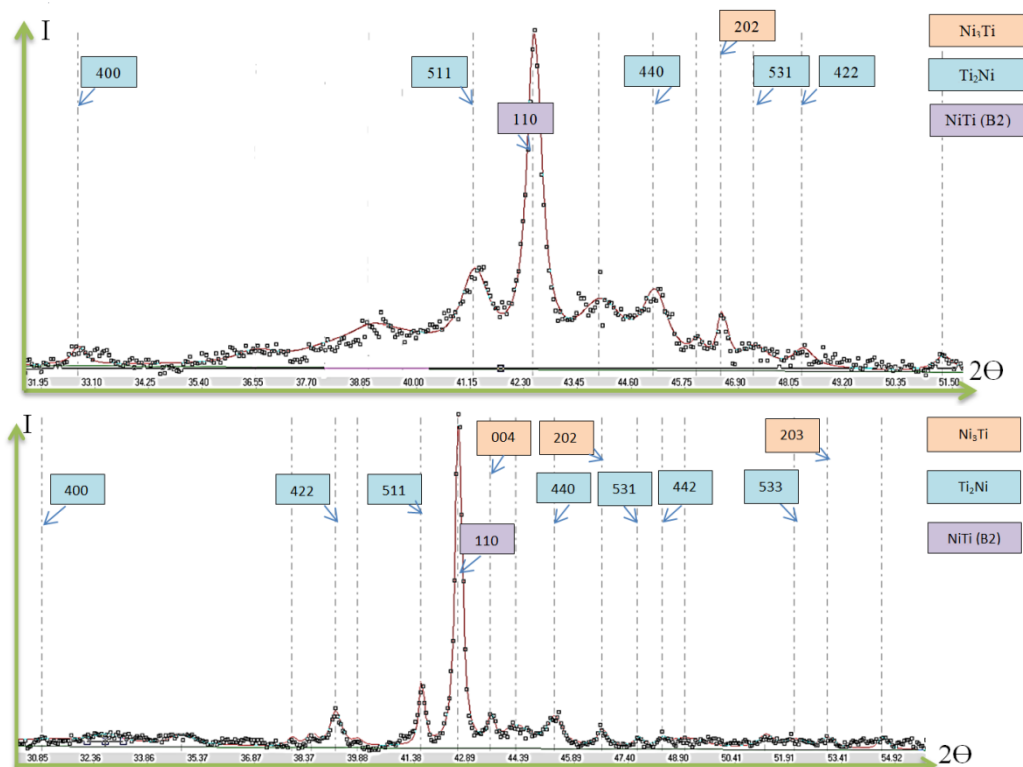 I
202
Ni₃Ti
400
511
440
531
422
Ti₂Ni
110
NiTi (B2)
31.95 33.10 34.25 35.40 36.55 37.70 38.85 40.00 41.15 42.30 43.45 44.60 45.75 46.90 48.05 49.20 50.35 51.50
2Θ
I
004
202
203
Ni₃Ti
400
422
511
440
531
442
533
Ti₂Ni
110
NiTi (B2)
30.85 32.36 33.86 35.37 36.87 38.37 39.88 41.38 42.89 44.39 45.89 47.40 48.90 50.41 51.91 53.41 54.92
2Θ